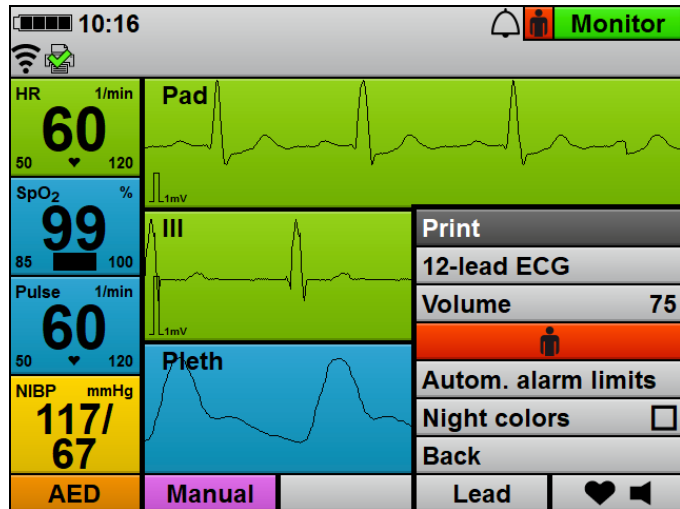 10:16
Monitor
HR 1/min
60
50 120
SpO2 %
99
85 100
Pulse 1/min
60
50 120
NIBP mmHg
117/
67
Pad
1mV
III
1mV
Pleth
Print
12-lead ECG
Volume 75
Autom. alarm limits
Night colors
Back
AED Manual Lead